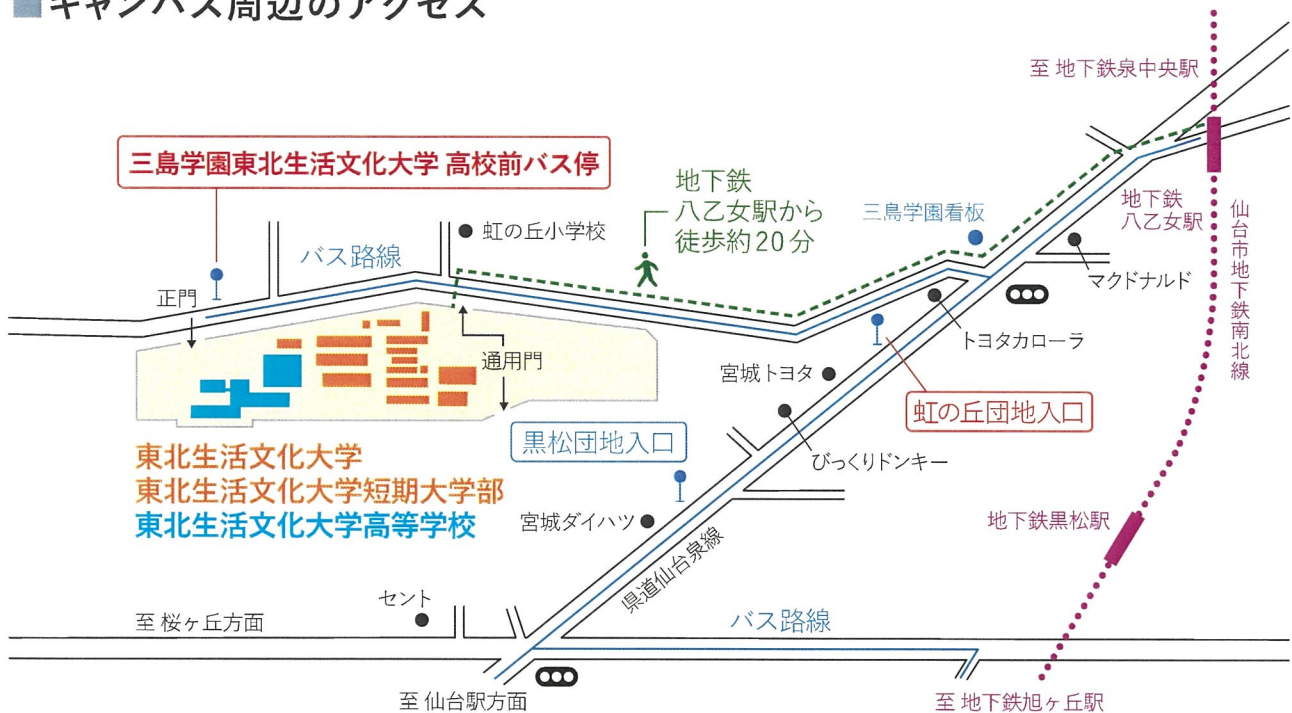 キャンパス周辺のアクセス
至 地下鉄泉中央駅
三島学園東北生活文化大学 高校前バス停
地下鉄
八乙女駅から
徒歩約20分
三島学園看板
地下鉄
八乙女駅
仙台市地下鉄南北線
虹の丘小学校
バス路線
正門
マクドナルド
トヨタカローラ
通用門
宮城トヨタ
虹の丘団地入口
黒松団地入口
びっくりドンキー
東北生活文化大学
東北生活文化大学短期大学部
東北生活文化大学高等学校
宮城ダイハツ
地下鉄黒松駅
県道仙台泉線
セント
至 桜ヶ丘方面
バス路線
至 仙台駅方面
至 地下鉄旭ヶ丘駅